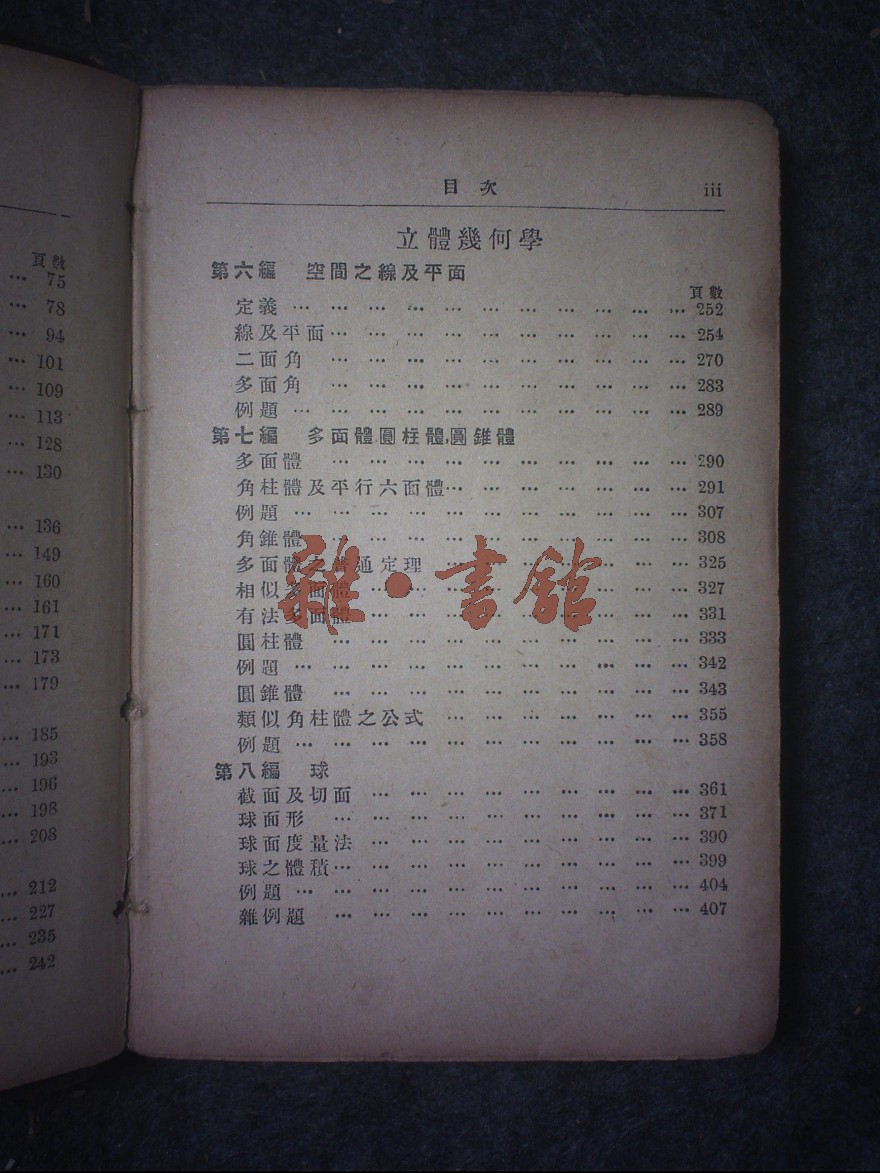 頁數
… 75
… 78
… 94
… 101
… 109
… 113
… 128
… 130
… 136
… 149
… 160
… 161
… 171
… 173
… 179
… 185
… 193
… 196
… 198
… 208
… 212
… 227
… 235
… 242
目次 iii
立體幾何學
第六編 空間之線及平面
頁數
定義 … … … … … … … … … … … 252
線及平面… … … … … … … … … … 254
二面角 … … … … … … … … … … 270
多面角 … … … … … … … … … … 283
例題 … … … … … … … … … … … 289
第七編 多面體,圓柱體,圓錐體
多面體 … … … … … … … … … … 290
角柱體及平行六面體… … … … … … … 291
例題 … … … … … … … … … … … 307
角錐體 … … … … … … … … … … 308
多面體之普通定理 … … … … … … … 325
相似多面體 … … … … … … … … … 327
有法多面體 … … … … … … … … … 331
圓柱體 … … … … … … … … … … 333
例題 … … … … … … … … … … … 342
圓錐體 … … … … … … … … … … 343
類似角柱體之公式 … … … … … … … 355
例題 … … … … … … … … … … … 358
第八編 球
截面及切面 … … … … … … … … … 361
球面形 … … … … … … … … … … 371
球面度量法 … … … … … … … … … 390
球之體積… … … … … … … … … … 399
例題 … … … … … … … … … … … 404
雜例題 … … … … … … … … … … 407
雜·書館